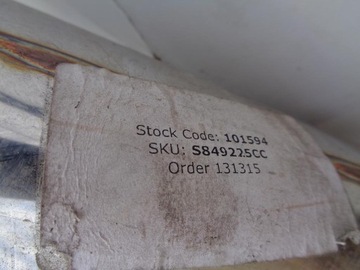 Stock Code: 101594
SKU: S849225CC
Order 131315